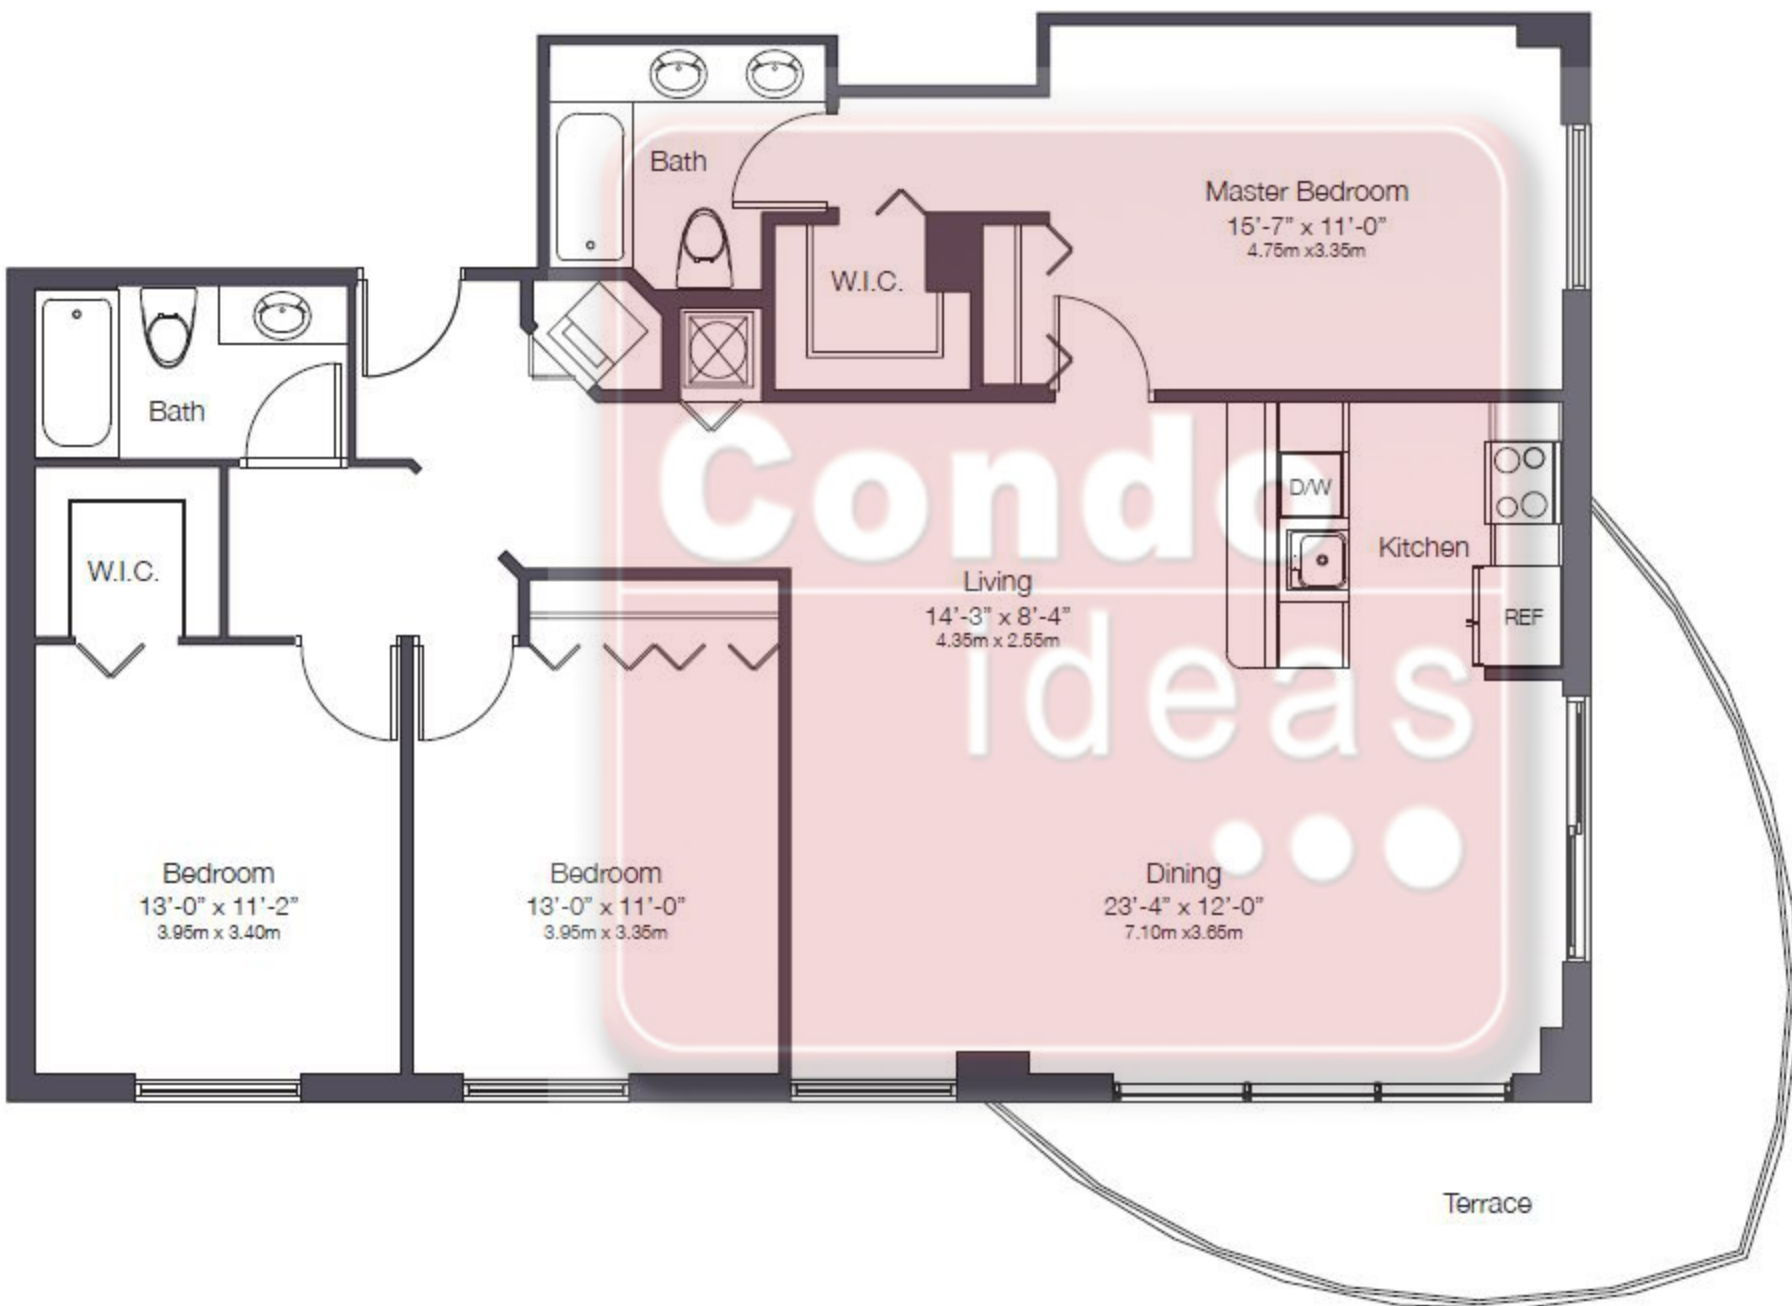 Bath
Master Bedroom
15'-7" x 11'-0"
4.75m x3.35m
W.I.C.
Bath
Condo
D/W
Kitchen
W.I.C.
Living
14'-3" x 8'-4"
4.35m x 2.55m
REF
ideas
Bedroom
13'-0" x 11'-2"
3.95m x 3.40m
Bedroom
13'-0" x 11'-0"
3.95m x 3.35m
Dining
23'-4" x 12'-0"
7.10m x3.65m
Terrace